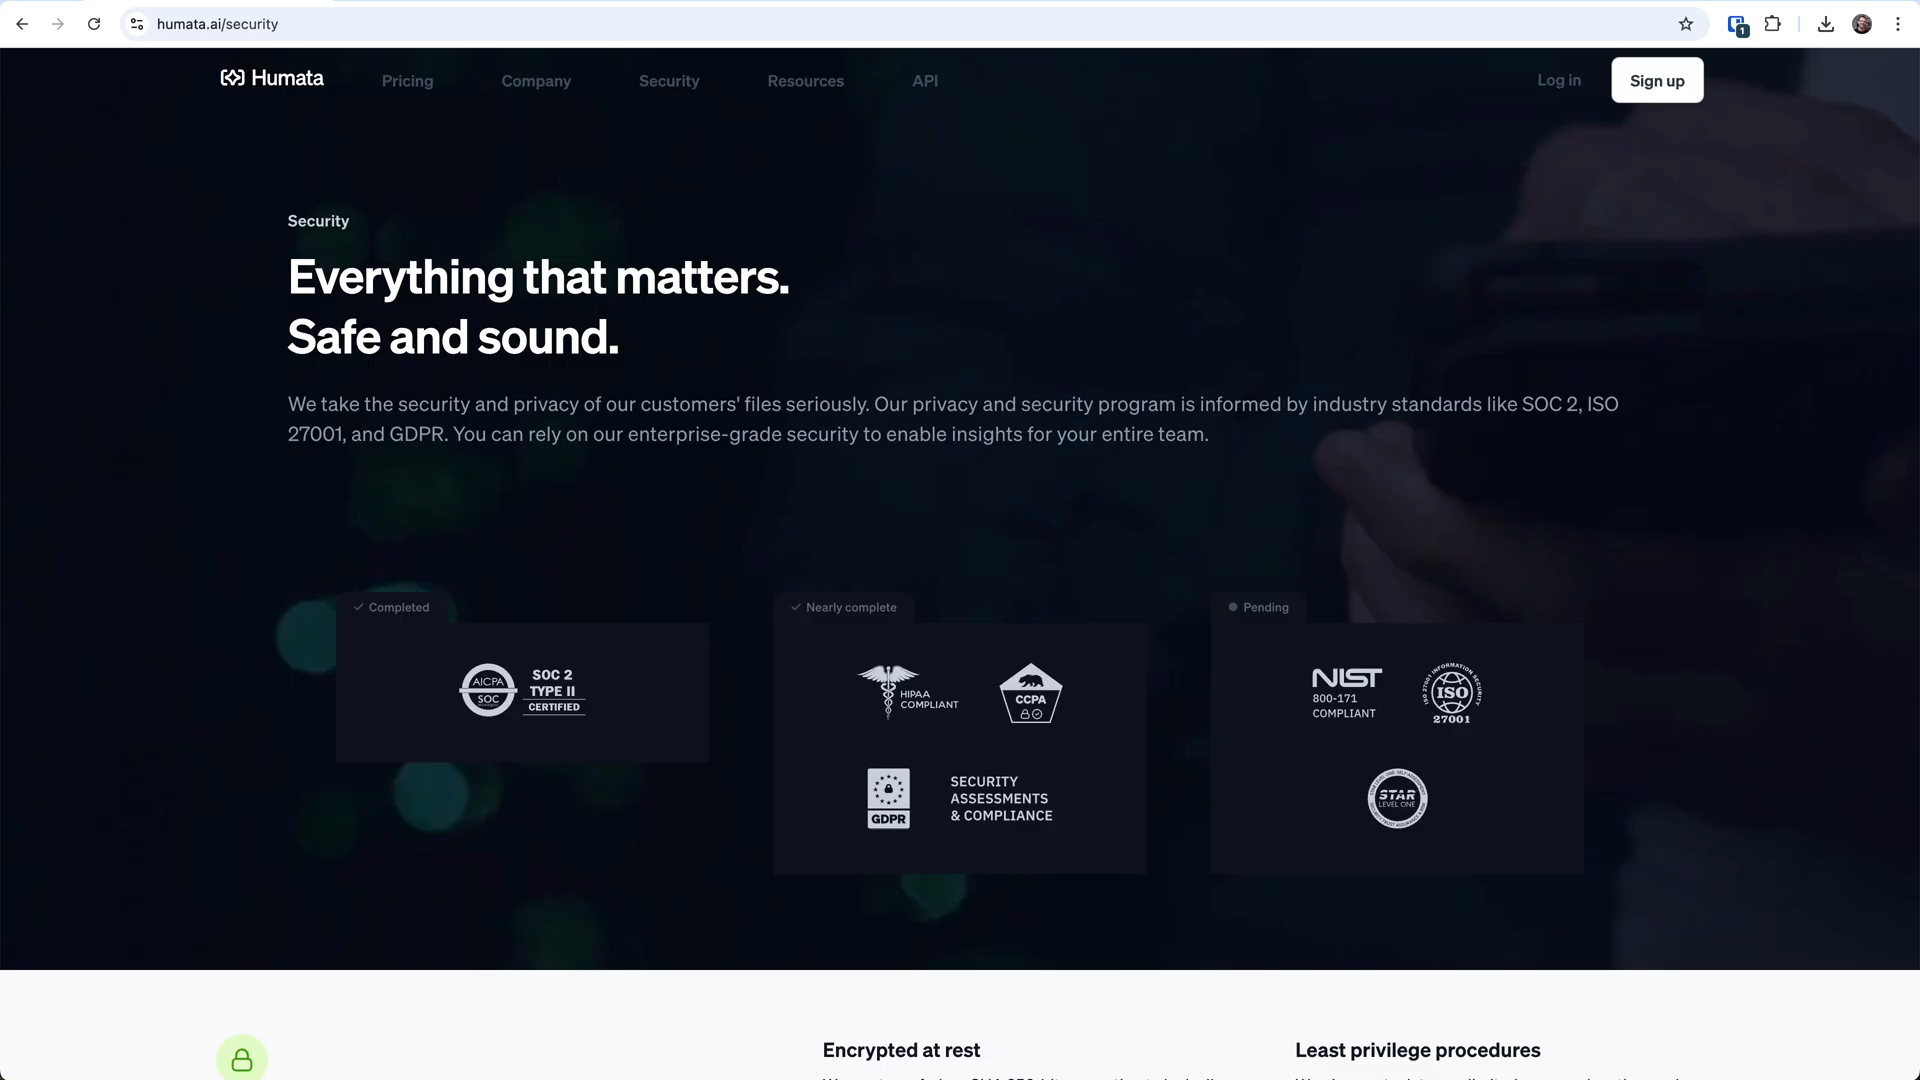 humata.ai/security
1
Humata
Pricing
Company
Security
Resources
API
Log in
Sign up
Security
Everything that matters.
Safe and sound.
We take the security and privacy of our customers' files seriously. Our privacy and security program is informed by industry standards like SOC 2, ISO
27001, and GDPR. You can rely on our enterprise-grade security to enable insights for your entire team.
Completed
AICPA
SOC
SOC 2
TYPE II
CERTIFIED
Nearly complete
HIPAA
COMPLIANT
CCPA
GDPR
SECURITY
ASSESSMENTS
& COMPLIANCE
Pending
NIST
800-171
COMPLIANT
ISO 27001 INFORMATION SECURITY
ISO
27001
STAR
LEVEL ONE
Encrypted at rest
Least privilege procedures